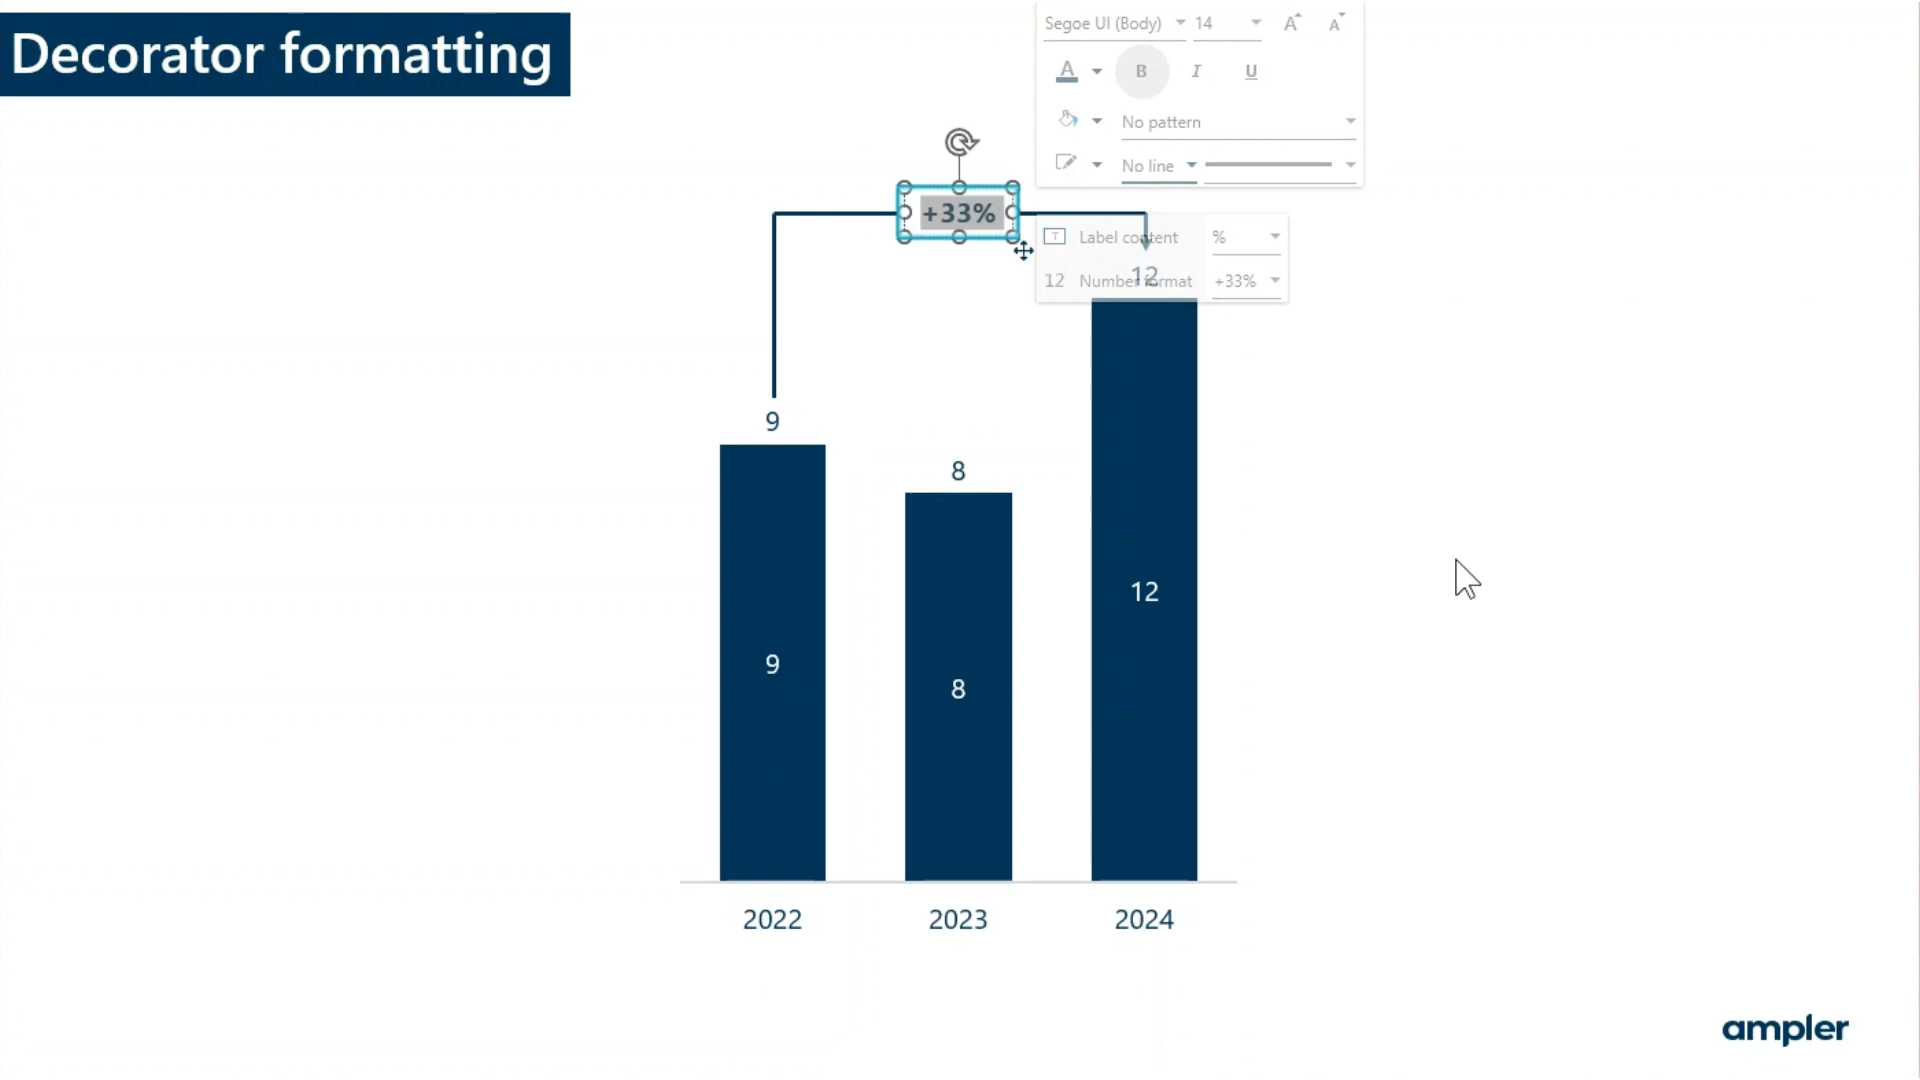 Decorator formatting
Segoe UI (Body) 14 A A
A B I U
No pattern
No line
+33%
T Label content %
12 Number format +33%
12
9
8
12
9
8
2022 2023 2024
ampler